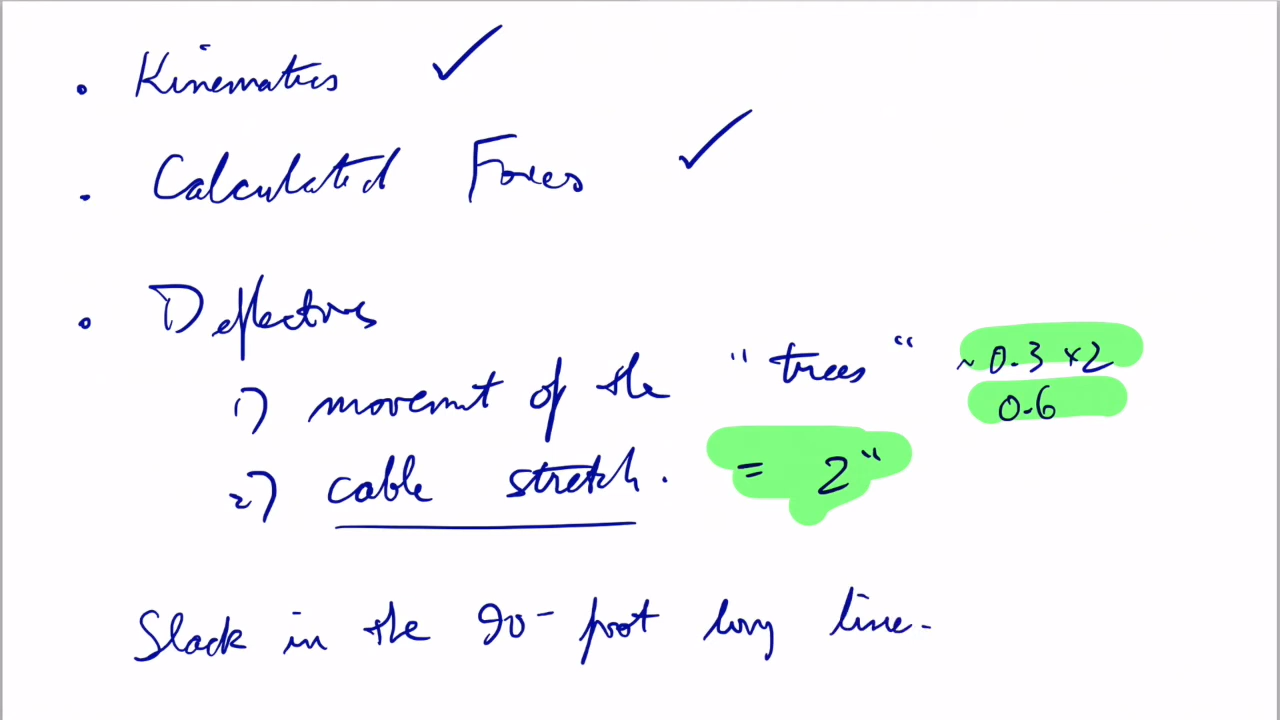 • Kinematics ✓
• Calculated Forces ✓
• Deflections
1) movement of the "trees" ~0.3 x 2
0.6
2) cable stretch. = 2"
Slack in the 90-foot long line.